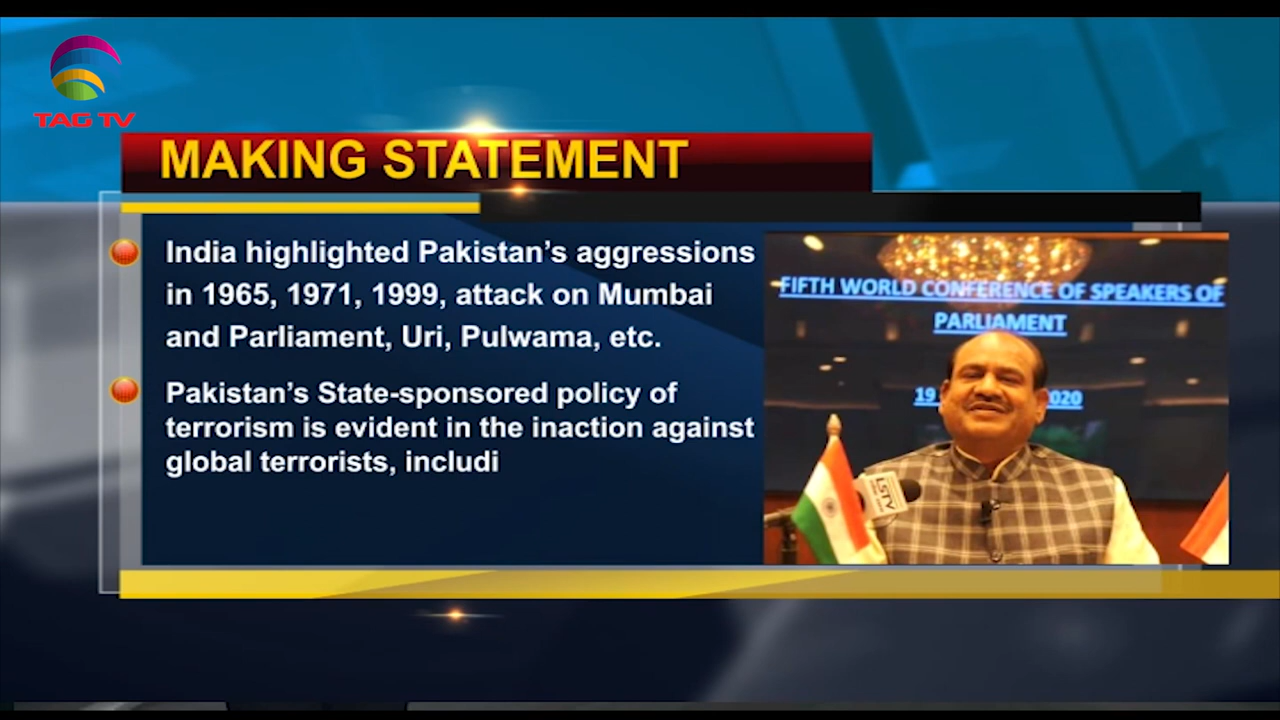 TAG TV
MAKING STATEMENT
India highlighted Pakistan’s aggressions
in 1965, 1971, 1999, attack on Mumbai
and Parliament, Uri, Pulwama, etc.
Pakistan’s State-sponsored policy of
terrorism is evident in the inaction against
global terrorists, includi
FIFTH WORLD CONFERENCE OF SPEAKERS OF
PARLIAMENT
19
2020
LSTV